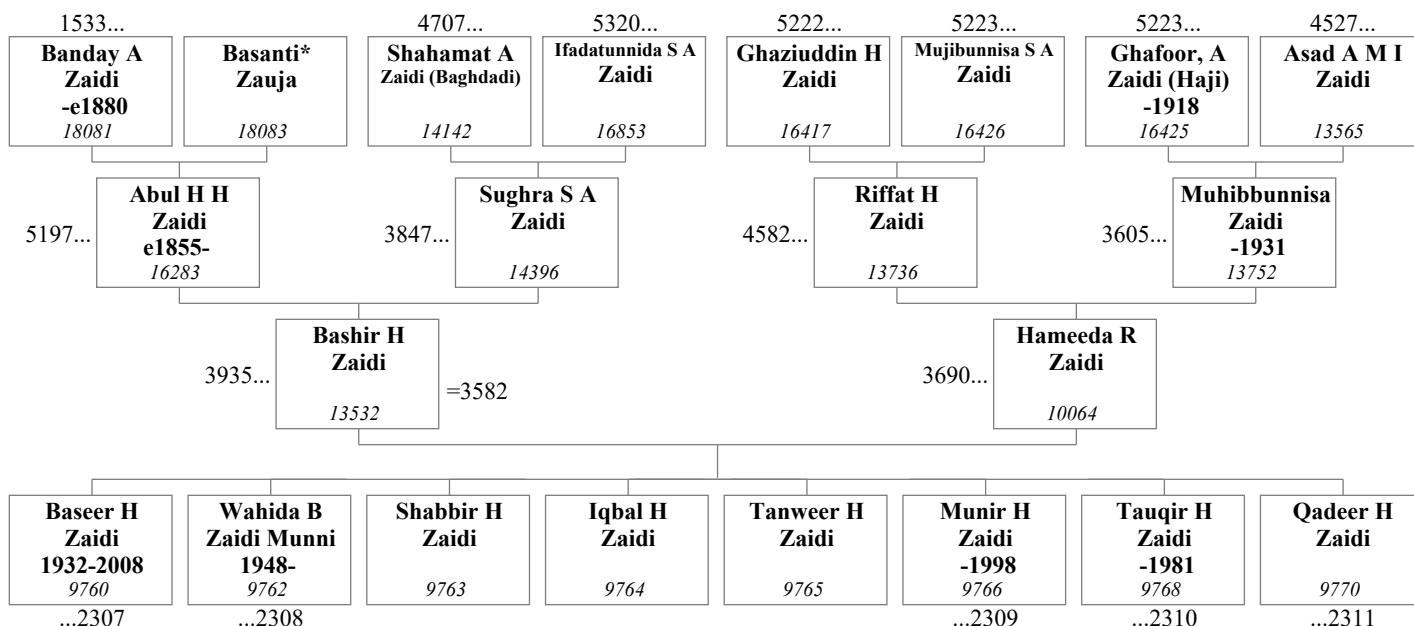 1533...
4707...
5320...
5222...
5223...
5223...
4527...
Banday A
Zaidi
-e1880
18081
Basanti*
Zauja
18083
Shahamat A
Zaidi (Baghdadi)
14142
Ifadatunnida S A
Zaidi
16853
Ghaziuddin H
Zaidi
16417
Mujibunnisa S A
Zaidi
16426
Ghafoor, A
Zaidi (Haji)
-1918
16425
Asad A M I
Zaidi
13565
5197...
Abul H H
Zaidi
e1855-
16283
3847...
Sughra S A
Zaidi
14396
4582...
Riffat H
Zaidi
13736
3605...
Muhibbunnisa
Zaidi
-1931
13752
3935...
Bashir H
Zaidi
13532
=3582
3690...
Hameeda R
Zaidi
10064
Baseer H
Zaidi
1932-2008
9760
...2307
Wahida B
Zaidi Munni
1948-
9762
...2308
Shabbir H
Zaidi
9763
Iqbal H
Zaidi
9764
Tanweer H
Zaidi
9765
Munir H
Zaidi
-1998
9766
...2309
Tauqir H
Zaidi
-1981
9768
...2310
Qadeer H
Zaidi
9770
...2311